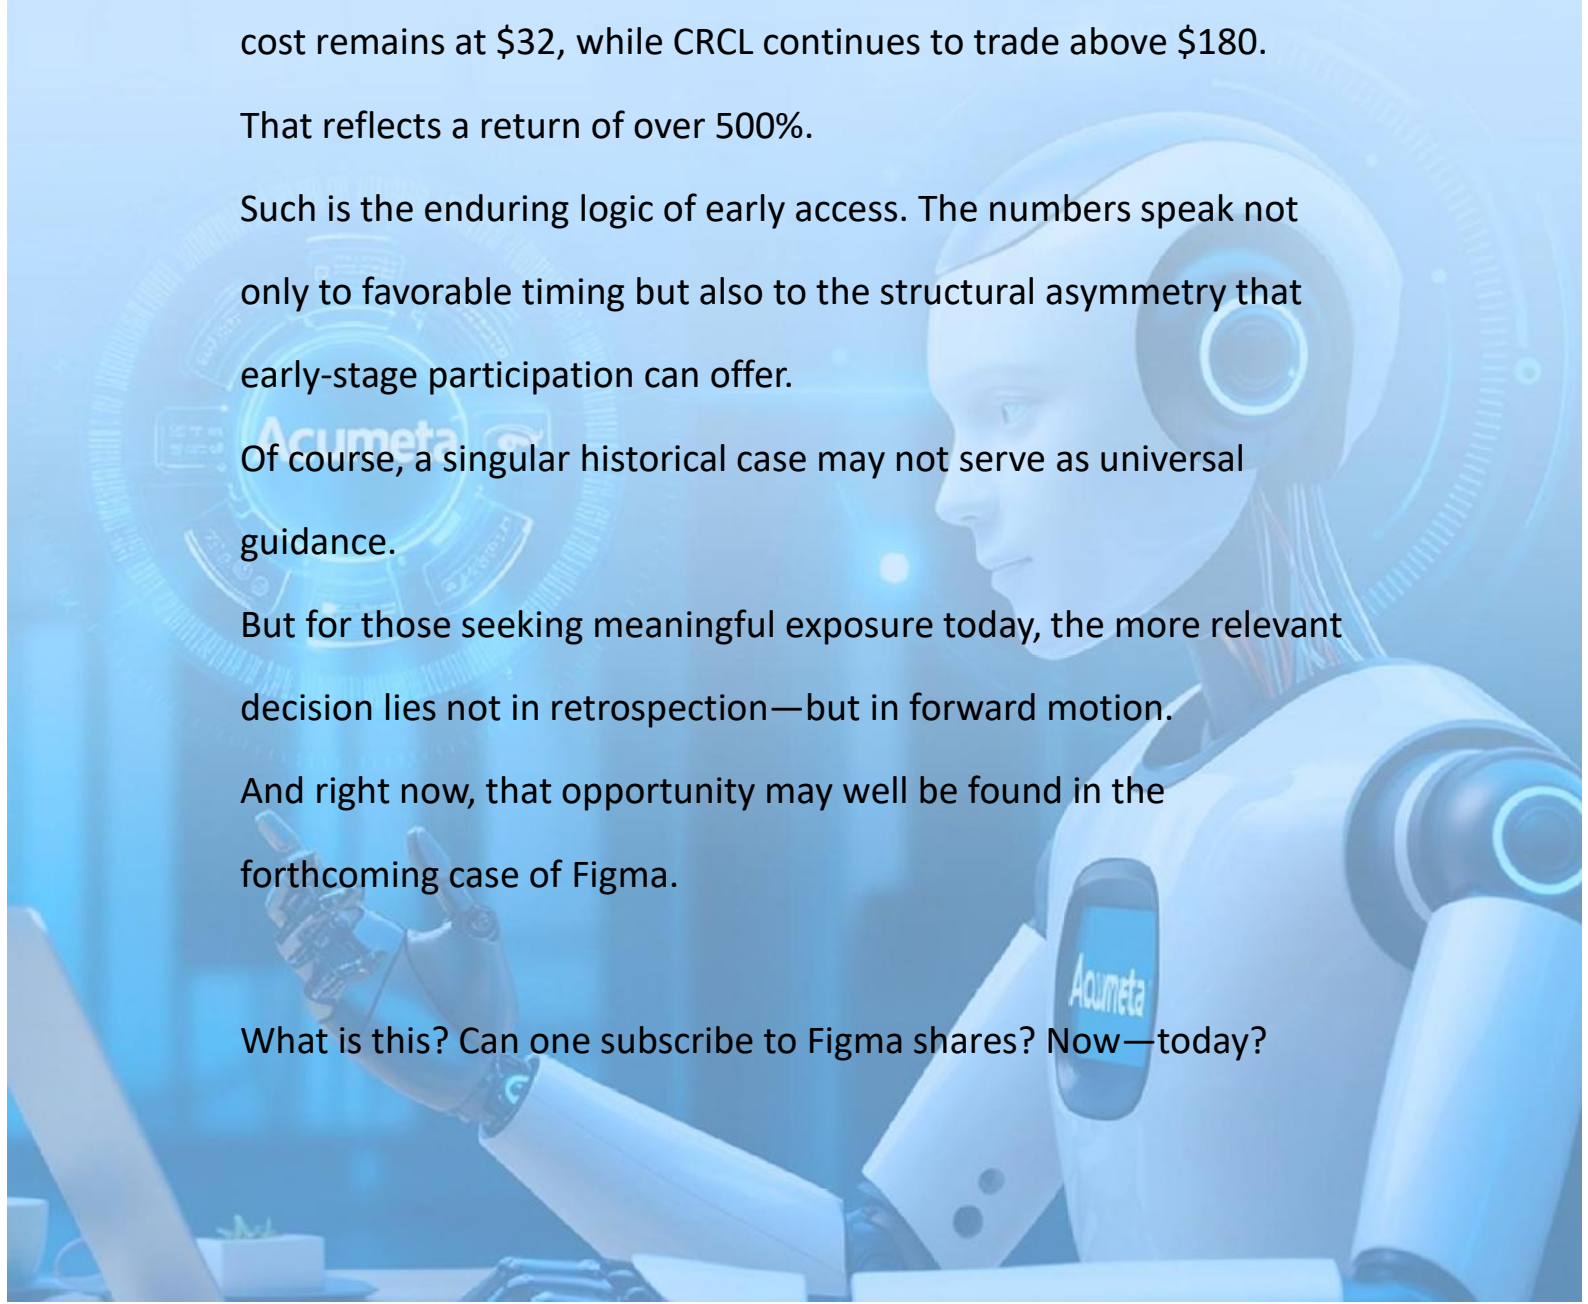 cost remains at $32, while CRCL continues to trade above $180.
That reflects a return of over 500%.
Such is the enduring logic of early access. The numbers speak not
only to favorable timing but also to the structural asymmetry that
early-stage participation can offer.
Acumeta
Of course, a singular historical case may not serve as universal
guidance.
But for those seeking meaningful exposure today, the more relevant
decision lies not in retrospection—but in forward motion.
And right now, that opportunity may well be found in the
forthcoming case of Figma.
Acumeta
What is this? Can one subscribe to Figma shares? Now—today?